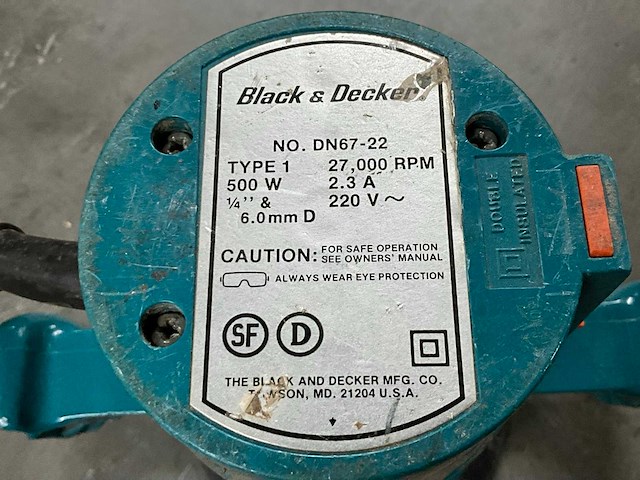 Black & Decker
NO. DN67-22
TYPE 1 27,000 RPM
500 W 2.3 A
¼'' & 220 V ~
6.0mm D
CAUTION: FOR SAFE OPERATION
SEE OWNERS' MANUAL
ALWAYS WEAR EYE PROTECTION
SF D
THE BLACK AND DECKER MFG. CO.
TOWSON, MD. 21204 U.S.A.
DOUBLE
INSULATED